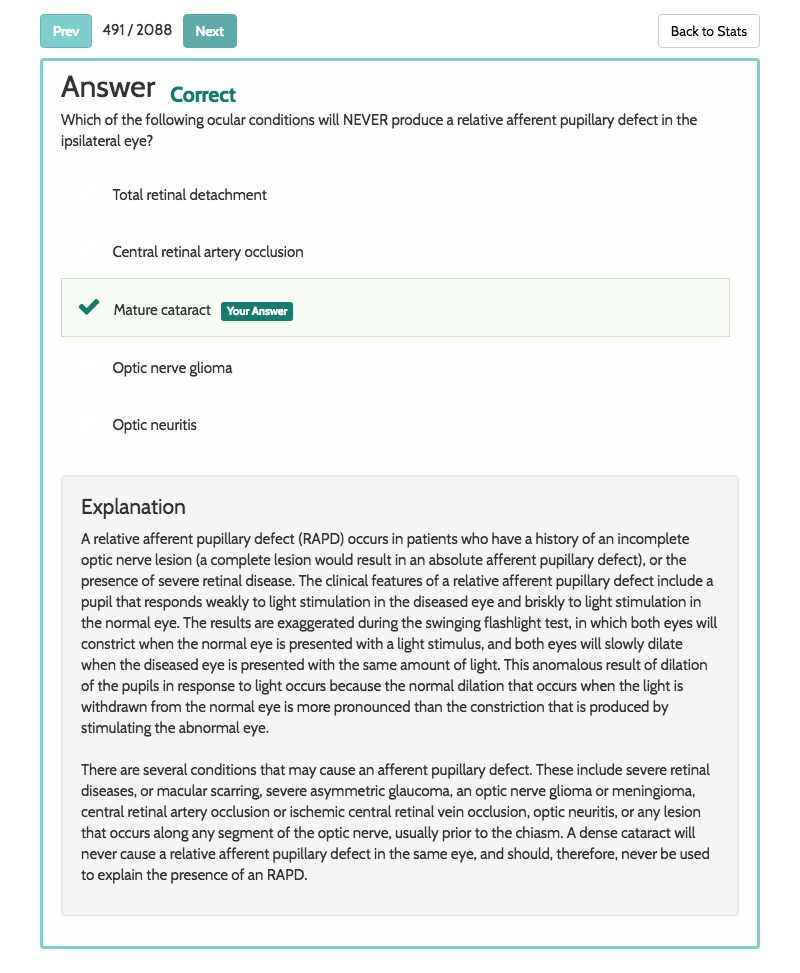 Prev 491 / 2088 Next Back to Stats
Answer Correct
Which of the following ocular conditions will NEVER produce a relative afferent pupillary defect in the
ipsilateral eye?
Total retinal detachment
Central retinal artery occlusion
Mature cataract Your Answer
Optic nerve glioma
Optic neuritis
Explanation
A relative afferent pupillary defect (RAPD) occurs in patients who have a history of an incomplete
optic nerve lesion (a complete lesion would result in an absolute afferent pupillary defect), or the
presence of severe retinal disease. The clinical features of a relative afferent pupillary defect include a
pupil that responds weakly to light stimulation in the diseased eye and briskly to light stimulation in
the normal eye. The results are exaggerated during the swinging flashlight test, in which both eyes will
constrict when the normal eye is presented with a light stimulus, and both eyes will slowly dilate
when the diseased eye is presented with the same amount of light. This anomalous result of dilation
of the pupils in response to light occurs because the normal dilation that occurs when the light is
withdrawn from the normal eye is more pronounced than the constriction that is produced by
stimulating the abnormal eye.
There are several conditions that may cause an afferent pupillary defect. These include severe retinal
diseases, or macular scarring, severe asymmetric glaucoma, an optic nerve glioma or meningioma,
central retinal artery occlusion or ischemic central retinal vein occlusion, optic neuritis, or any lesion
that occurs along any segment of the optic nerve, usually prior to the chiasm. A dense cataract will
never cause a relative afferent pupillary defect in the same eye, and should, therefore, never be used
to explain the presence of an RAPD.